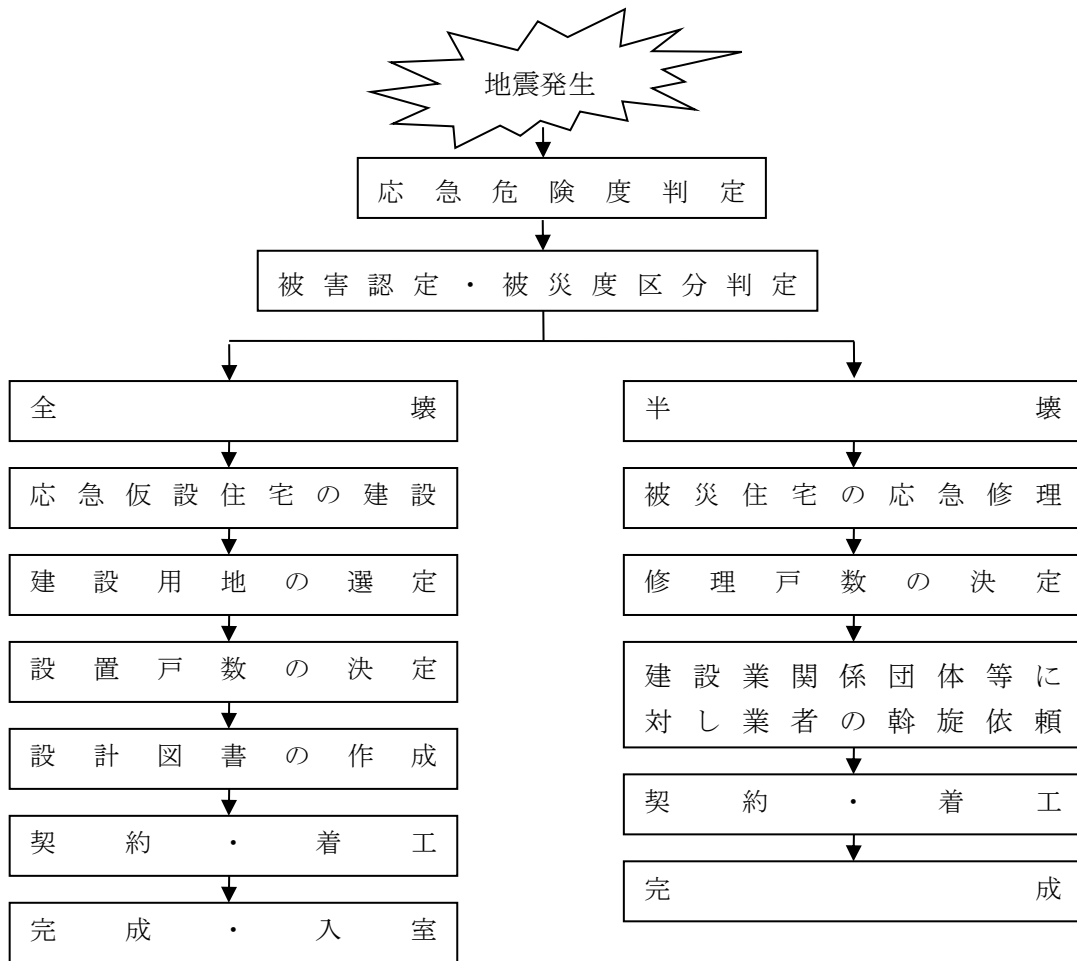 地震発生
応急危険度判定
被害認定・被災度区分判定
全壊
応急仮設住宅の建設
建設用地の選定
設置戸数の決定
設計図書の作成
契約・着工
完成・入室
半壊
被災住宅の応急修理
修理戸数の決定
建設業関係団体等に
対し業者の斡旋依頼
契約・着工
完成